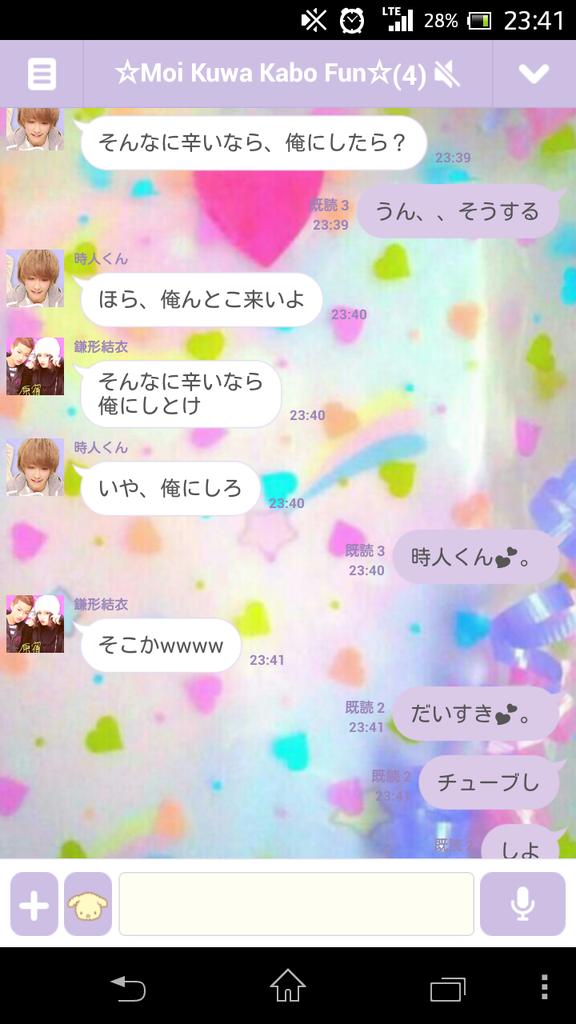 LTE 28% 23:41
☆Moi Kuwa Kabo Fun☆(4)
そんなに辛いなら、俺にしたら？
23:39
既読 3
23:39
うん、、そうする
時人くん
ほら、俺んとこ来いよ
23:40
鎌形結衣
そんなに辛いなら
俺にしとけ
23:40
時人くん
いや、俺にしろ
23:40
既読 3
23:40
時人くん💕。
鎌形結衣
そこかwwww
23:41
既読 2
23:41
だいすき💕。
既読 2
23:41
チューブし
既読 2
しよ